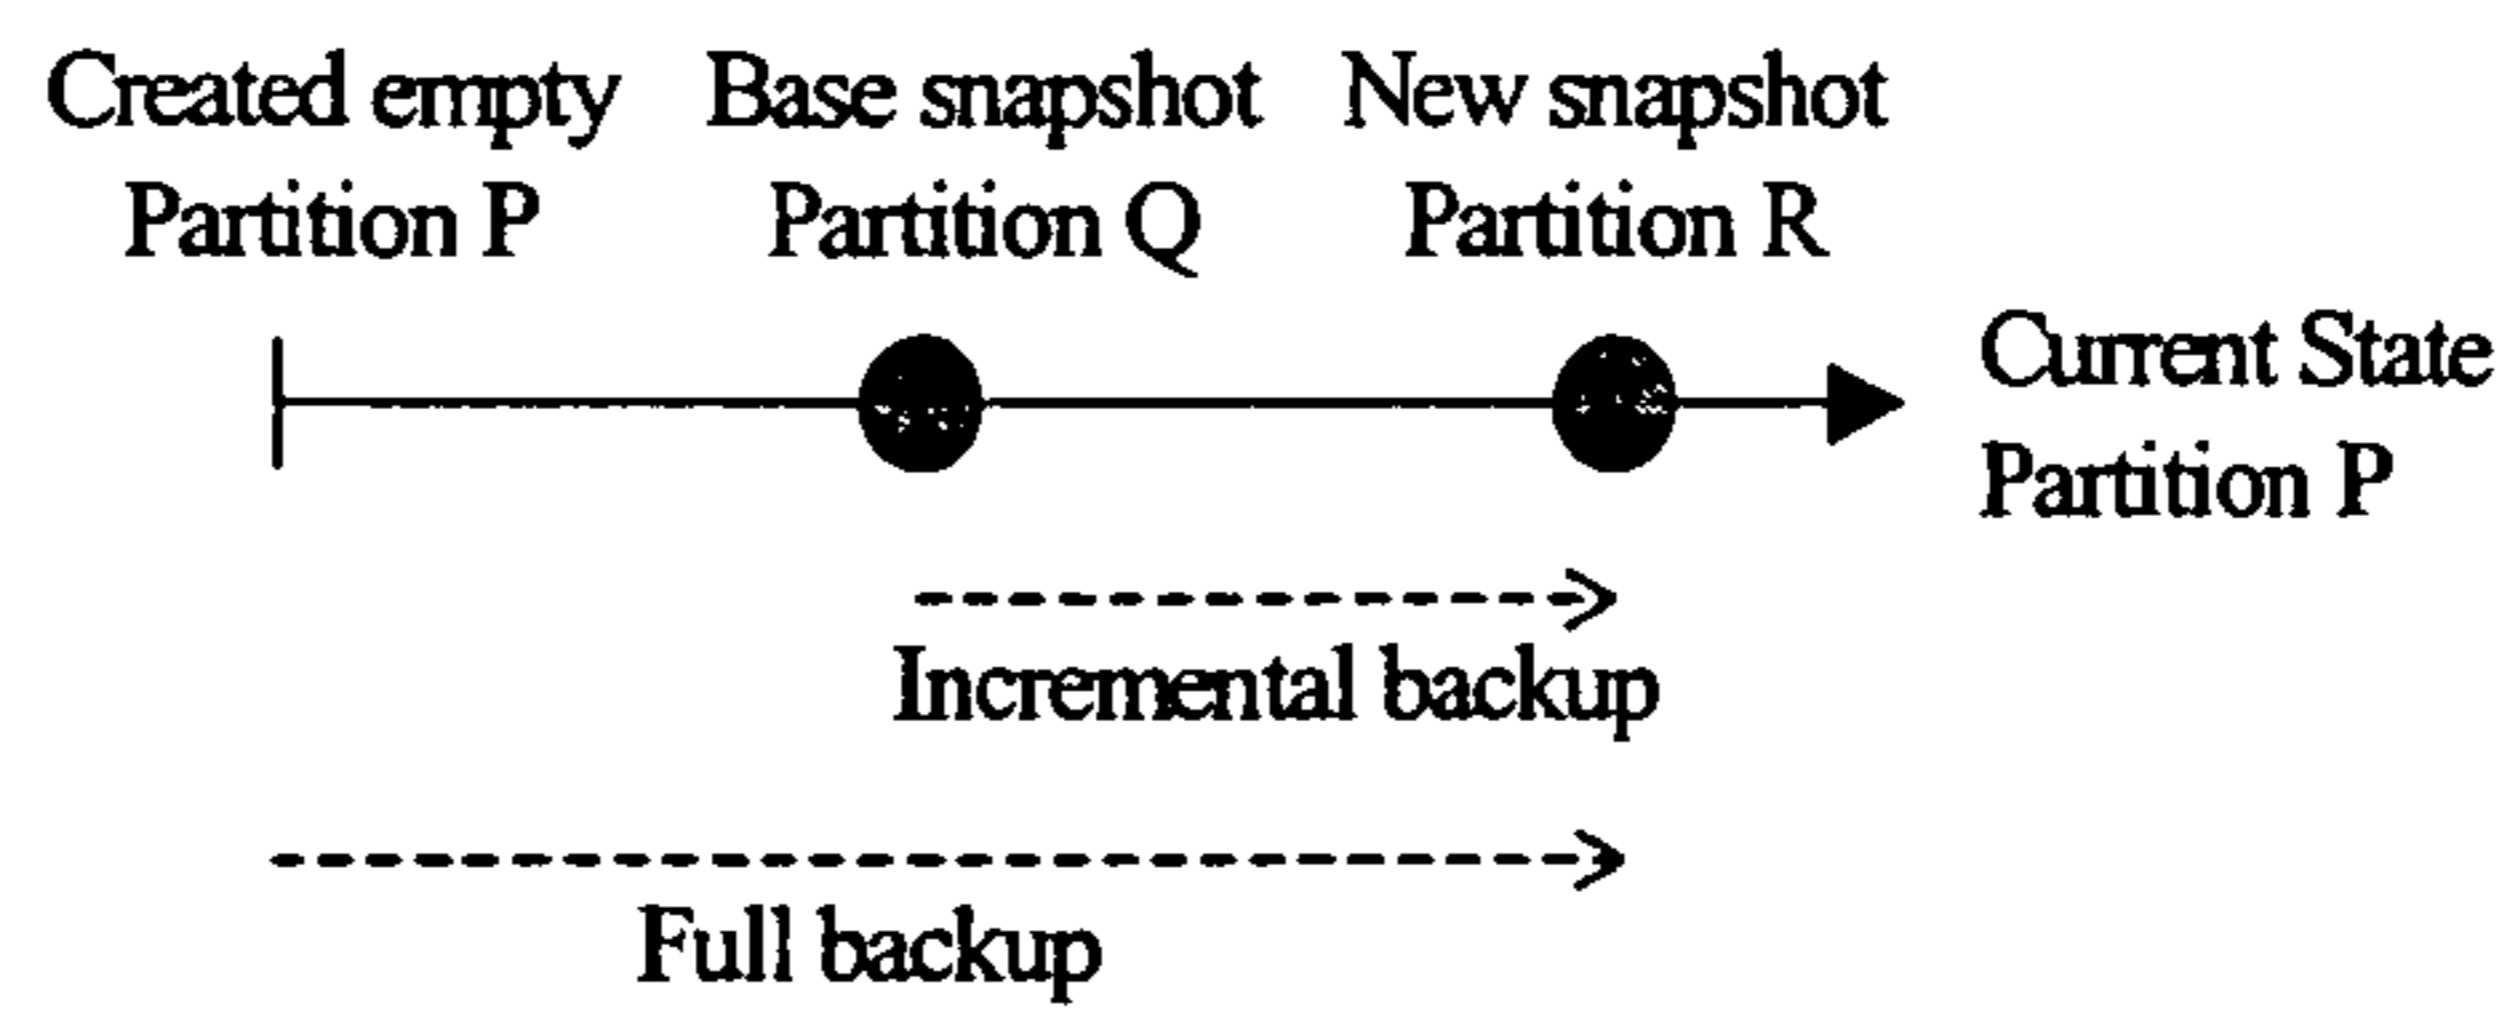 Created empty
Partition P
Base snapshot
Partition Q
New snapshot
Partition R
Current State
Partition P
Incremental backup
Full backup